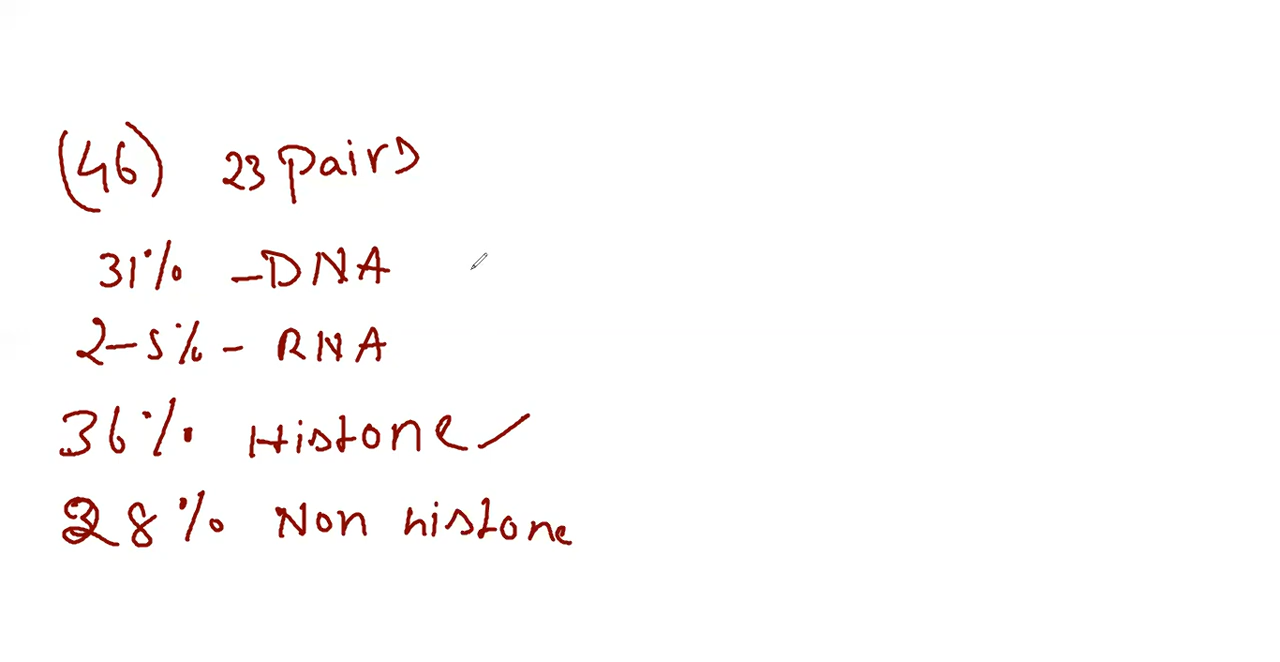 (46) 23 pairs
31% - DNA
2-5% - RNA
36% Histone
28% Non histone